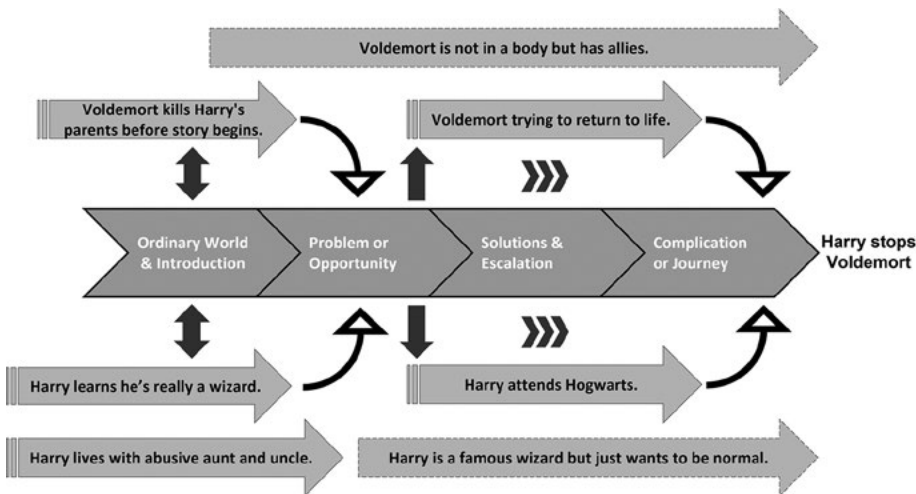 Voldemort is not in a body but has allies.
Voldemort kills Harry's
parents before story begins.
Voldemort trying to return to life.
Ordinary World
& Introduction
Problem or
Opportunity
Solutions &
Escalation
Complication
or Journey
Harry stops
Voldemort
Harry learns he's really a wizard.
Harry attends Hogwarts.
Harry lives with abusive aunt and uncle.
Harry is a famous wizard but just wants to be normal.